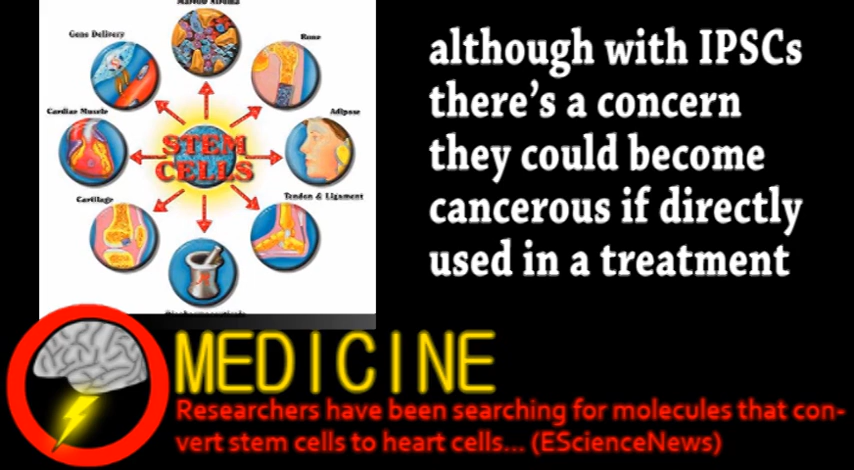 Marrow Stroma
Gene Delivery
Bone
Cardiac Muscle
Adipose
STEM
CELLS
Cartilage
Tendon & Ligament
although with IPSCs
there's a concern
they could become
cancerous if directly
used in a treatment
MEDICINE
Researchers have been searching for molecules that con-
vert stem cells to heart cells... (EScienceNews)